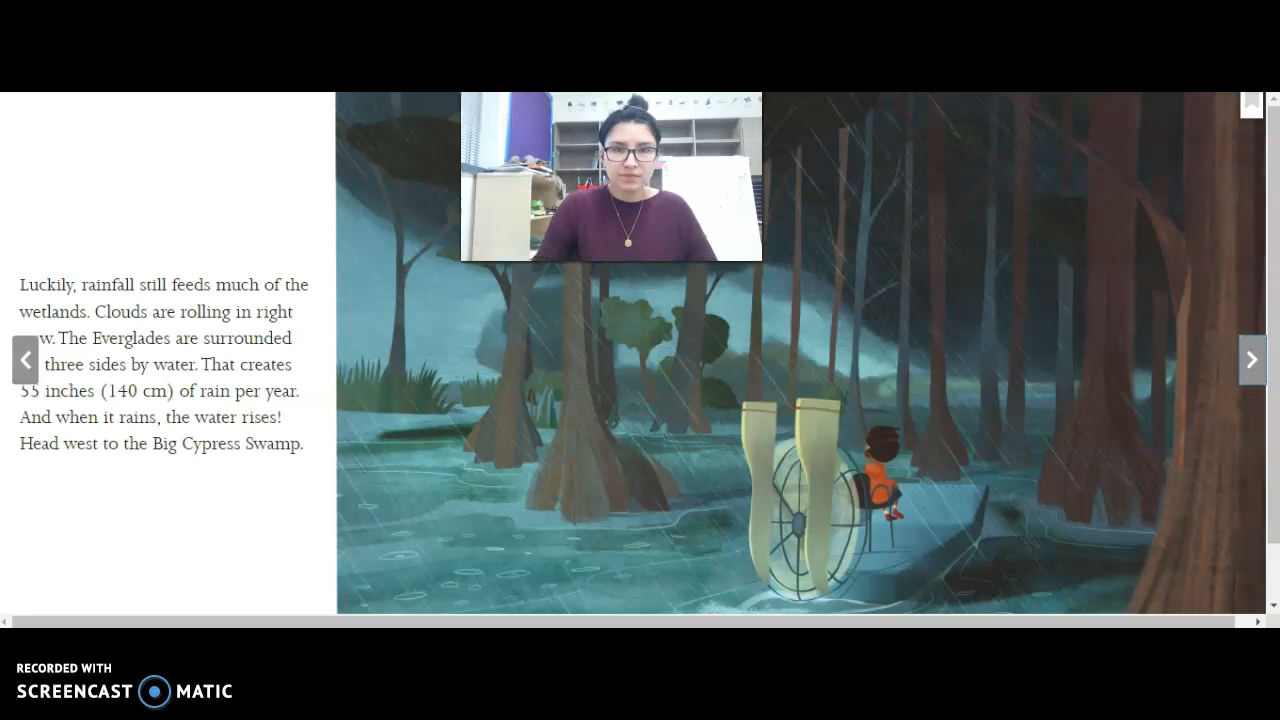 Luckily, rainfall still feeds much of the
wetlands. Clouds are rolling in right
w. The Everglades are surrounded
three sides by water. That creates
55 inches (140 cm) of rain per year.
And when it rains, the water rises!
Head west to the Big Cypress Swamp.
RECORDED WITH
SCREENCAST MATIC